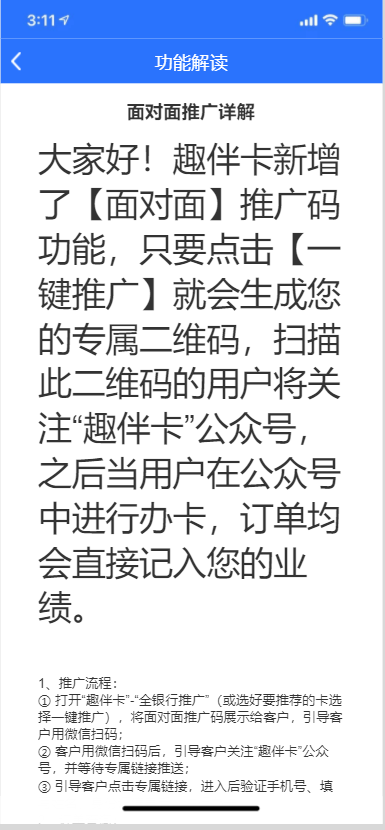 3:11
功能解读
面对面推广详解
大家好！趣伴卡新增
了【面对面】推广码
功能，只要点击【一
键推广】就会生成您
的专属二维码，扫描
此二维码的用户将关
注“趣伴卡”公众号，
之后当用户在公众号
中进行办卡，订单均
会直接记入您的业
绩。
1、推广流程：
① 打开“趣伴卡”-“全银行推广”（或选好要推荐的卡选
择一键推广），将面对面推广码展示给客户，引导客
户用微信扫码；
② 客户用微信扫码后，引导客户关注“趣伴卡”公众
号，并等待专属链接推送；
③ 引导客户点击专属链接，进入后验证手机号、填